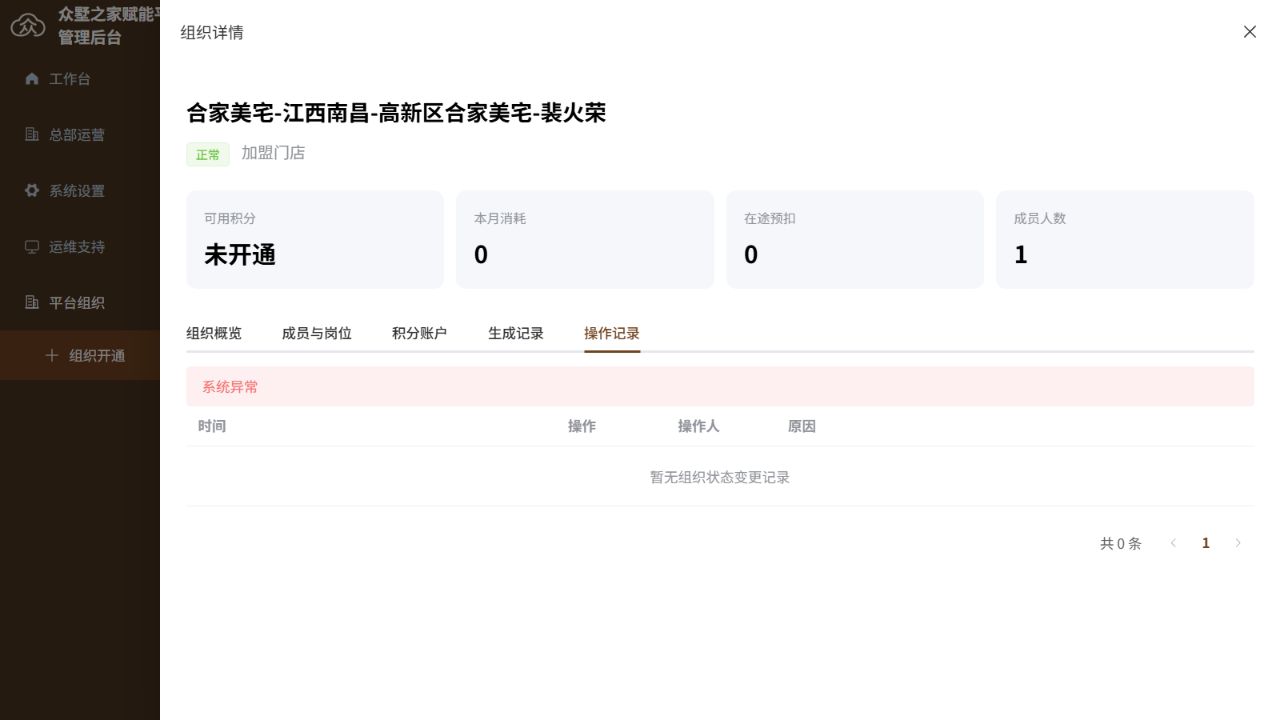 众墅之家赋能
管理后台
工作台
总部运营
系统设置
运维支持
平台组织
组织开通
组织详情
合家美宅-江西南昌-高新区合家美宅-裴火荣
正常 加盟门店
可用积分 本月消耗 在途预扣 成员人数
未开通 0 0 1
组织概览 成员与岗位 积分账户 生成记录 操作记录
系统异常
时间 操作 操作人 原因
暂无组织状态变更记录
共 0 条 1